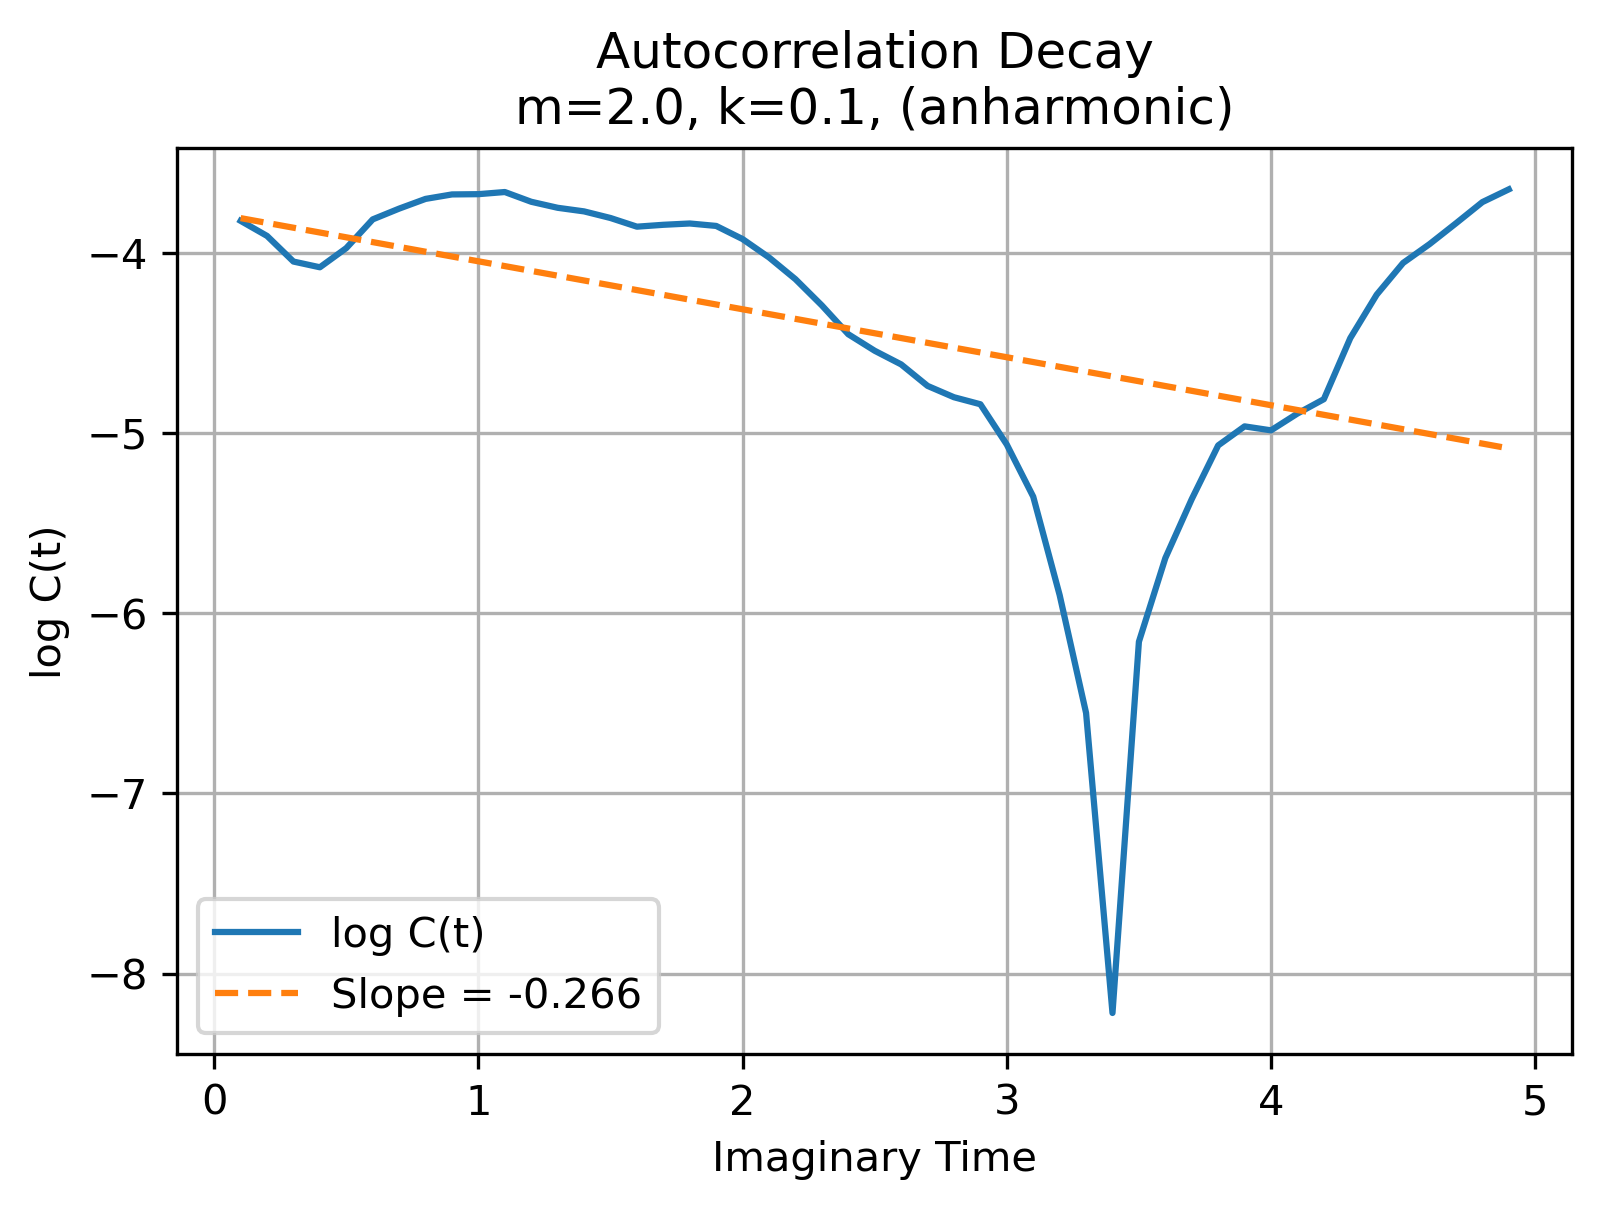 Autocorrelation Decay
m=2.0, k=0.1, (anharmonic)
log C(t)
−4
−5
−6
−7
−8
log C(t)
Slope = -0.266
0 1 2 3 4 5
Imaginary Time